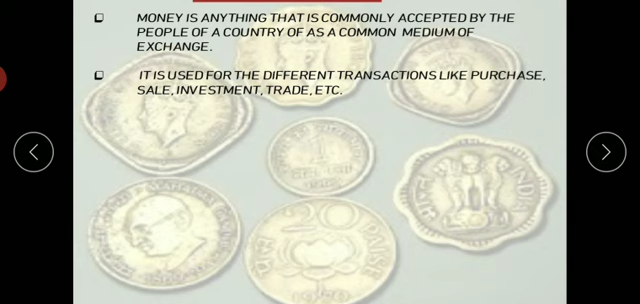 MONEY IS ANYTHING THAT IS COMMONLY ACCEPTED BY THE
PEOPLE OF A COUNTRY OF AS A COMMON MEDIUM OF
EXCHANGE.
IT IS USED FOR THE DIFFERENT TRANSACTIONS LIKE PURCHASE,
SALE, INVESTMENT, TRADE, ETC.
20
PAISE
1970